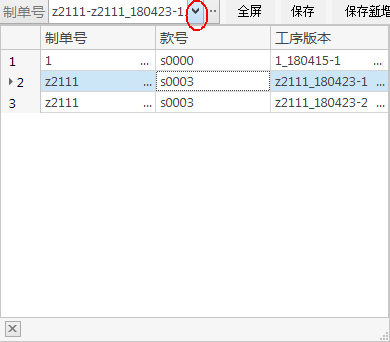 制单号 z2111-z2111_180423-1 ... 全屏 保存 保存新增
制单号 款号 工序版本
1 1 ... s0000 1_180415-1 ...
2 z2111 ... s0003 z2111_180423-1 ...
3 z2111 ... s0003 z2111_180423-2 ...